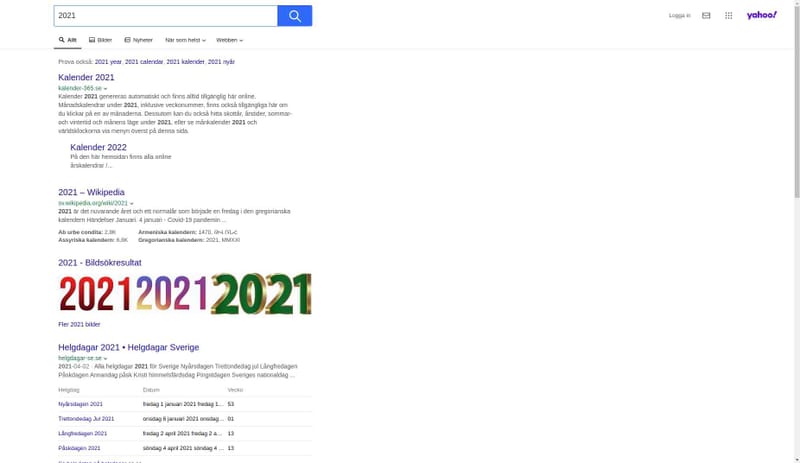 2021
Logga in
yahoo!
Allt
Bilder
Nyheter
När som helst
Webben
Prova också: 2021 year, 2021 calendar, 2021 kalender, 2021 nyår
Kalender 2021
kalender-365.se
Kalender 2021 genereras automatiskt och finns alltid tillgänglig här online.
Månadskalendrar under 2021, inklusive veckonummer, finns också tillgängliga här om
du klickar på en av månaderna. Dessutom kan du också hitta skottår, årstider, sommar-
och vintertid och månens läge under 2021, eller se månkalender 2021 och
världsklockorna via menyn överst på denna sida.
Kalender 2022
På den här hemsidan finns alla online
årskalendrar /...
2021 – Wikipedia
sv.wikipedia.org/wiki/2021
2021 är det nuvarande året och ett normalår som började en fredag i den gregorianska
kalendern Händelser Januari. 4 januari - Covid-19 pandemin:...
Ab urbe condita: 2,8K
Armeniska kalendern: 1470,
Assyriska kalendern: 6,8K
Gregorianska kalendern: 2021, MMXXI
2021 - Bildsökresultat
2021 2021 2021
Fler 2021 bilder
Helgdagar 2021 • Helgdagar Sverige
helgdagar-se.se
2021-04-02 · Alla helgdagar 2021 för Sverige Nyårsdagen Trettondedag jul Långfredagen
Påskdagen Annandag påsk Kristi himmelsfärdsdag Pingstdagen Sveriges nationaldag ...
Helgdag Datum Vecko
Nyårsdagen 2021 fredag 1 januari 2021 fredag 1... 53
Trettondedag Jul 2021 onsdag 6 januari 2021 onsdag... 01
Långfredagen 2021 fredag 2 april 2021 fredag 2 a... 13
Påskdagen 2021 söndag 4 april 2021 söndag 4 ... 13